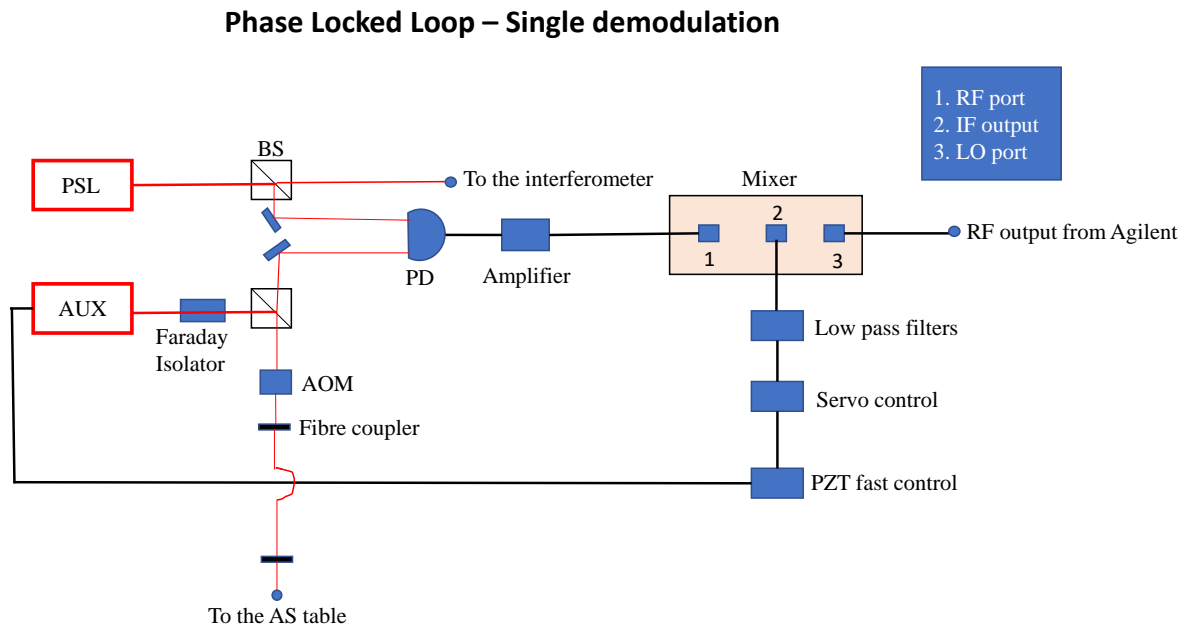 Phase Locked Loop – Single demodulation
1. RF port
2. IF output
3. LO port
BS
PSL
To the interferometer
Mixer
2
RF output from Agilent
1
3
PD
Amplifier
AUX
Faraday
Isolator
Low pass filters
AOM
Servo control
Fibre coupler
PZT fast control
To the AS table